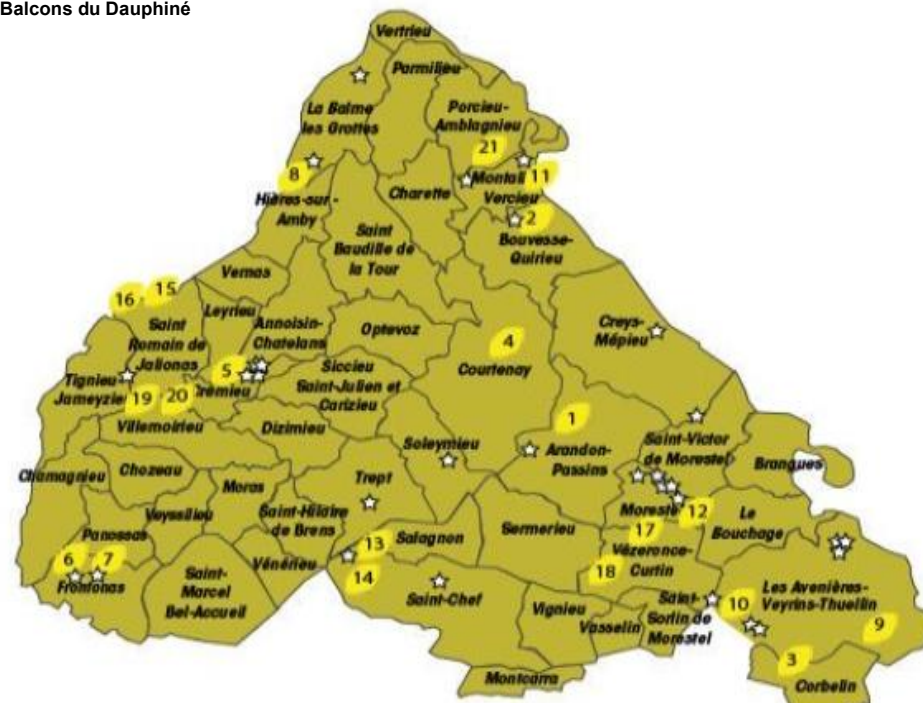 Balcons du Dauphiné
Vertrieu
Parmilieu
La Balme
les Grottes
Porcieu-
Amblagnieu
21
8
11
Hières-sur-
Amby
Charette
Vercieu
2
Bouvesse-
Quirieu
Saint
Baudille de
la Tour
Vernas
16
15
Leyrieu
Annoisin-
Chatelans
Optevoz
4
Courtenay
Creys-
Mépieu
Saint
Romain de
Jalionas
5
Crémieu
Siccieu
Saint-Julien et
Carizieu
Tignieu
Jameyzieu
19
20
Villemoirieu
Dizimieu
1
Soleymieu
Arandon-
Passins
Saint-Victor
de Morestel
Brangues
Chamagnieu
Chozeau
Moras
Trept
Veyssilieu
Saint-Hilaire
de Brens
Panossas
Morestel
12
Le
Bouchage
17
Sermerieu
Salagnon
13
6
7
Frontonas
Vénérieu
Vézeronce-
Curtin
18
14
Saint-
Marcel
Bel-Accueil
Saint-Chef
Vignieu
Vasselin
Saint-
Sorlin de
Morestel
10
Les Avenières-
Veyrins-Thuellin
9
3
Corbelin
Montcarra